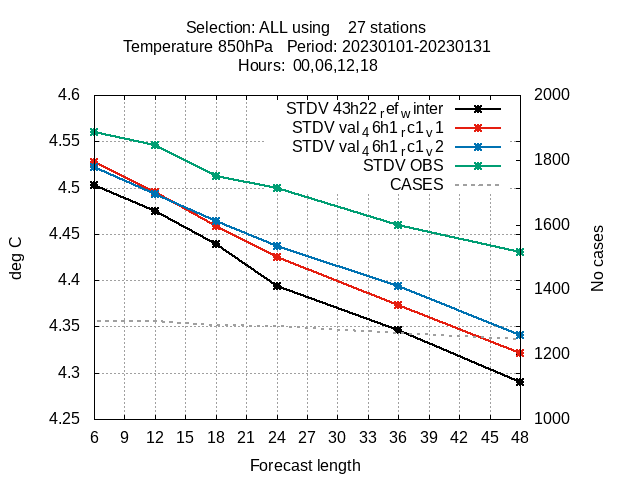 Selection: ALL using 27 stations
Temperature 850hPa Period: 20230101-20230131
Hours: 00,06,12,18
4.6
4.55
4.5
4.45
4.4
4.35
4.3
4.25
deg C
STDV 43h22ref_winter
STDV val_46h1rc1v1
STDV val_46h1rc1v2
STDV OBS
CASES
2000
1800
1600
1400
1200
1000
No cases
6 9 12 15 18 21 24 27 30 33 36 39 42 45 48
Forecast length